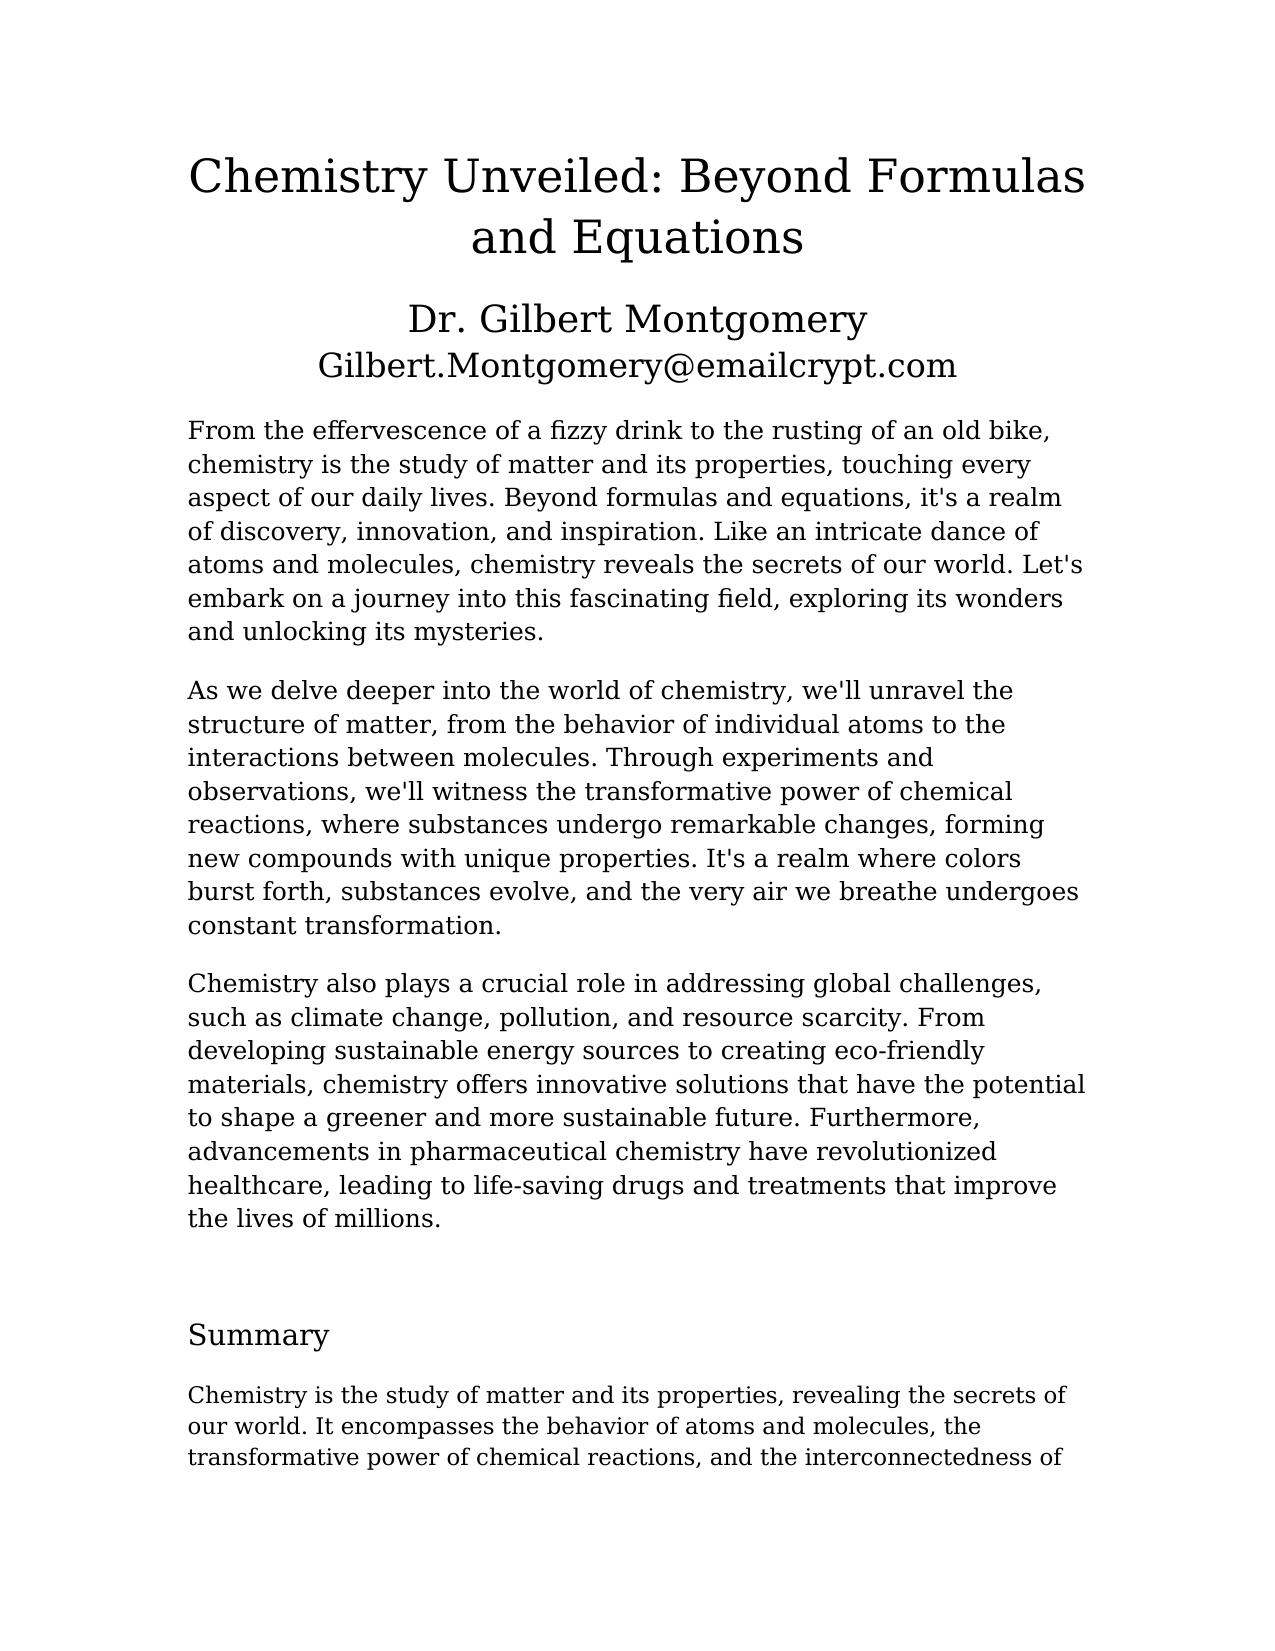 Chemistry Unveiled: Beyond Formulas
and Equations
Dr. Gilbert Montgomery
Gilbert.Montgomery@emailcrypt.com
From the effervescence of a fizzy drink to the rusting of an old bike,
chemistry is the study of matter and its properties, touching every
aspect of our daily lives. Beyond formulas and equations, it's a realm
of discovery, innovation, and inspiration. Like an intricate dance of
atoms and molecules, chemistry reveals the secrets of our world. Let's
embark on a journey into this fascinating field, exploring its wonders
and unlocking its mysteries.
As we delve deeper into the world of chemistry, we'll unravel the
structure of matter, from the behavior of individual atoms to the
interactions between molecules. Through experiments and
observations, we'll witness the transformative power of chemical
reactions, where substances undergo remarkable changes, forming
new compounds with unique properties. It's a realm where colors
burst forth, substances evolve, and the very air we breathe undergoes
constant transformation.
Chemistry also plays a crucial role in addressing global challenges,
such as climate change, pollution, and resource scarcity. From
developing sustainable energy sources to creating eco-friendly
materials, chemistry offers innovative solutions that have the potential
to shape a greener and more sustainable future. Furthermore,
advancements in pharmaceutical chemistry have revolutionized
healthcare, leading to life-saving drugs and treatments that improve
the lives of millions.
Summary
Chemistry is the study of matter and its properties, revealing the secrets of
our world. It encompasses the behavior of atoms and molecules, the
transformative power of chemical reactions, and the interconnectedness of